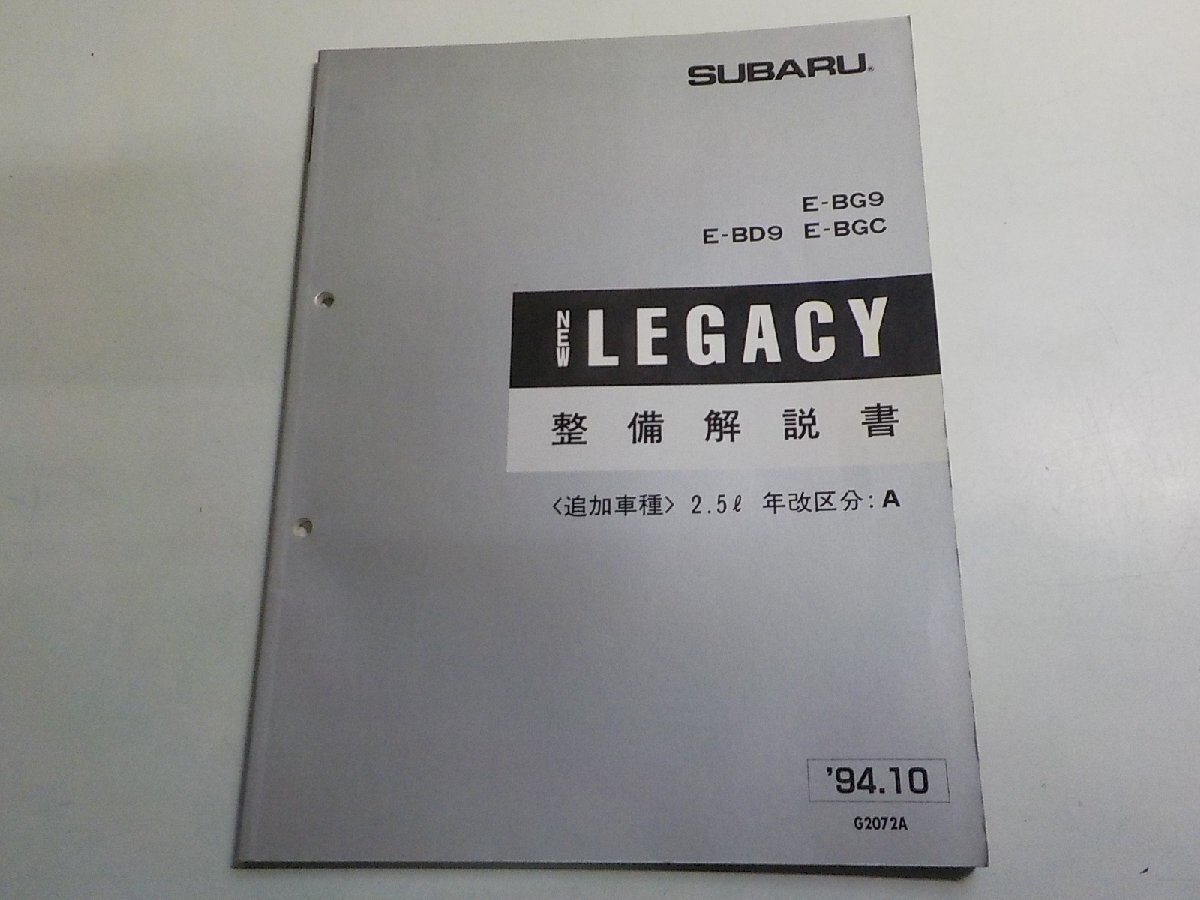 SUBARU®
E-BG9
E-BD9 E-BGC
NEW LEGACY
整備解説書
〈追加車種〉 2.5ℓ 年改区分:A
'94.10
G2072A